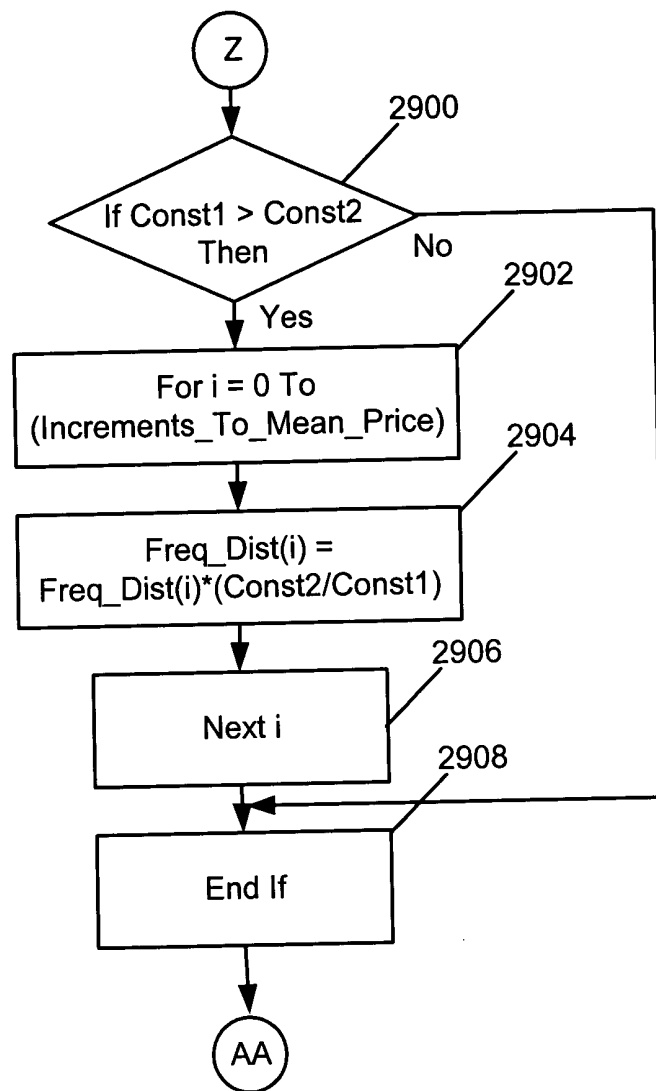 Z
2900
If Const1 > Const2
Then
No
Yes
2902
For i = 0 To
(Increments_To_Mean_Price)
2904
Freq_Dist(i) =
Freq_Dist(i)*(Const2/Const1)
2906
Next i
2908
End If
AA